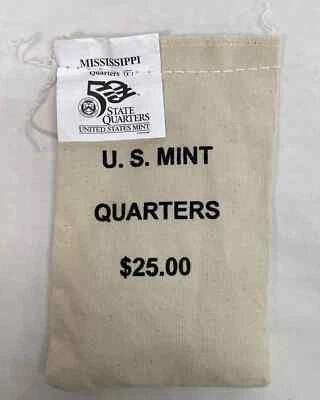 MISSISSIPPI
Quarters
50
STATE
QUARTERS
UNITED STATES MINT
U. S. MINT
QUARTERS
$25.00